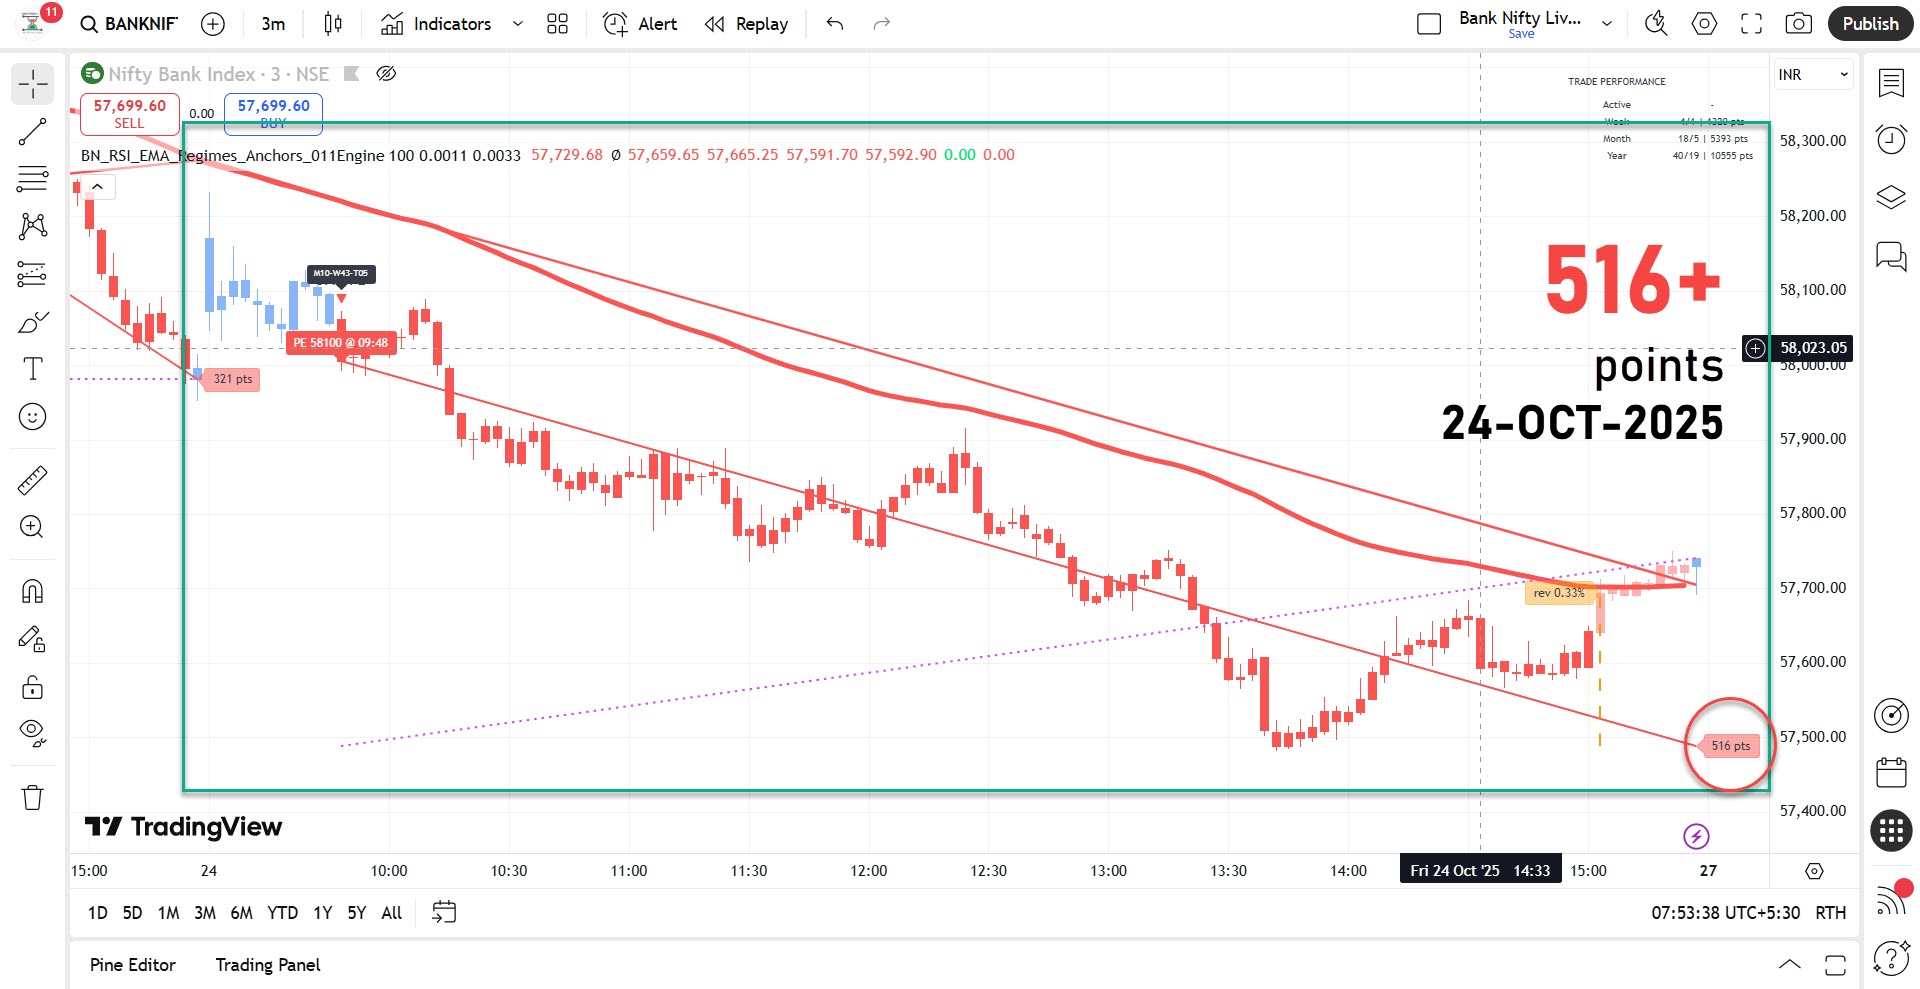 11
BANKNIF
3m
Indicators
Alert
Replay
Bank Nifty Liv...
Save
Publish
Nifty Bank Index · 3 · NSE
57,699.60
SELL
0.00
57,699.60
BUY
BN_RSI_EMA_Regimes_Anchors_011Engine 100 0.0011 0.0033 57,729.68 Ø 57,659.65 57,665.25 57,591.70 57,592.90 0.00 0.00
TRADE PERFORMANCE
Active -
Week 4/4 | 1320 pts
Month 18/5 | 5393 pts
Year 40/19 | 10555 pts
INR
58,300.00
58,200.00
58,100.00
58,023.05
58,000.00
57,900.00
57,800.00
57,700.00
57,600.00
57,500.00
57,400.00
M10-W43-T05
PE 58100 @ 09:48
321 pts
516+
points
24-OCT-2025
rev 0.33%
516 pts
TradingView
15:00 24 10:00 10:30 11:00 11:30 12:00 12:30 13:00 13:30 14:00 Fri 24 Oct '25 14:33 15:00 27
1D 5D 1M 3M 6M YTD 1Y 5Y All
07:53:38 UTC+5:30 RTH
Pine Editor Trading Panel